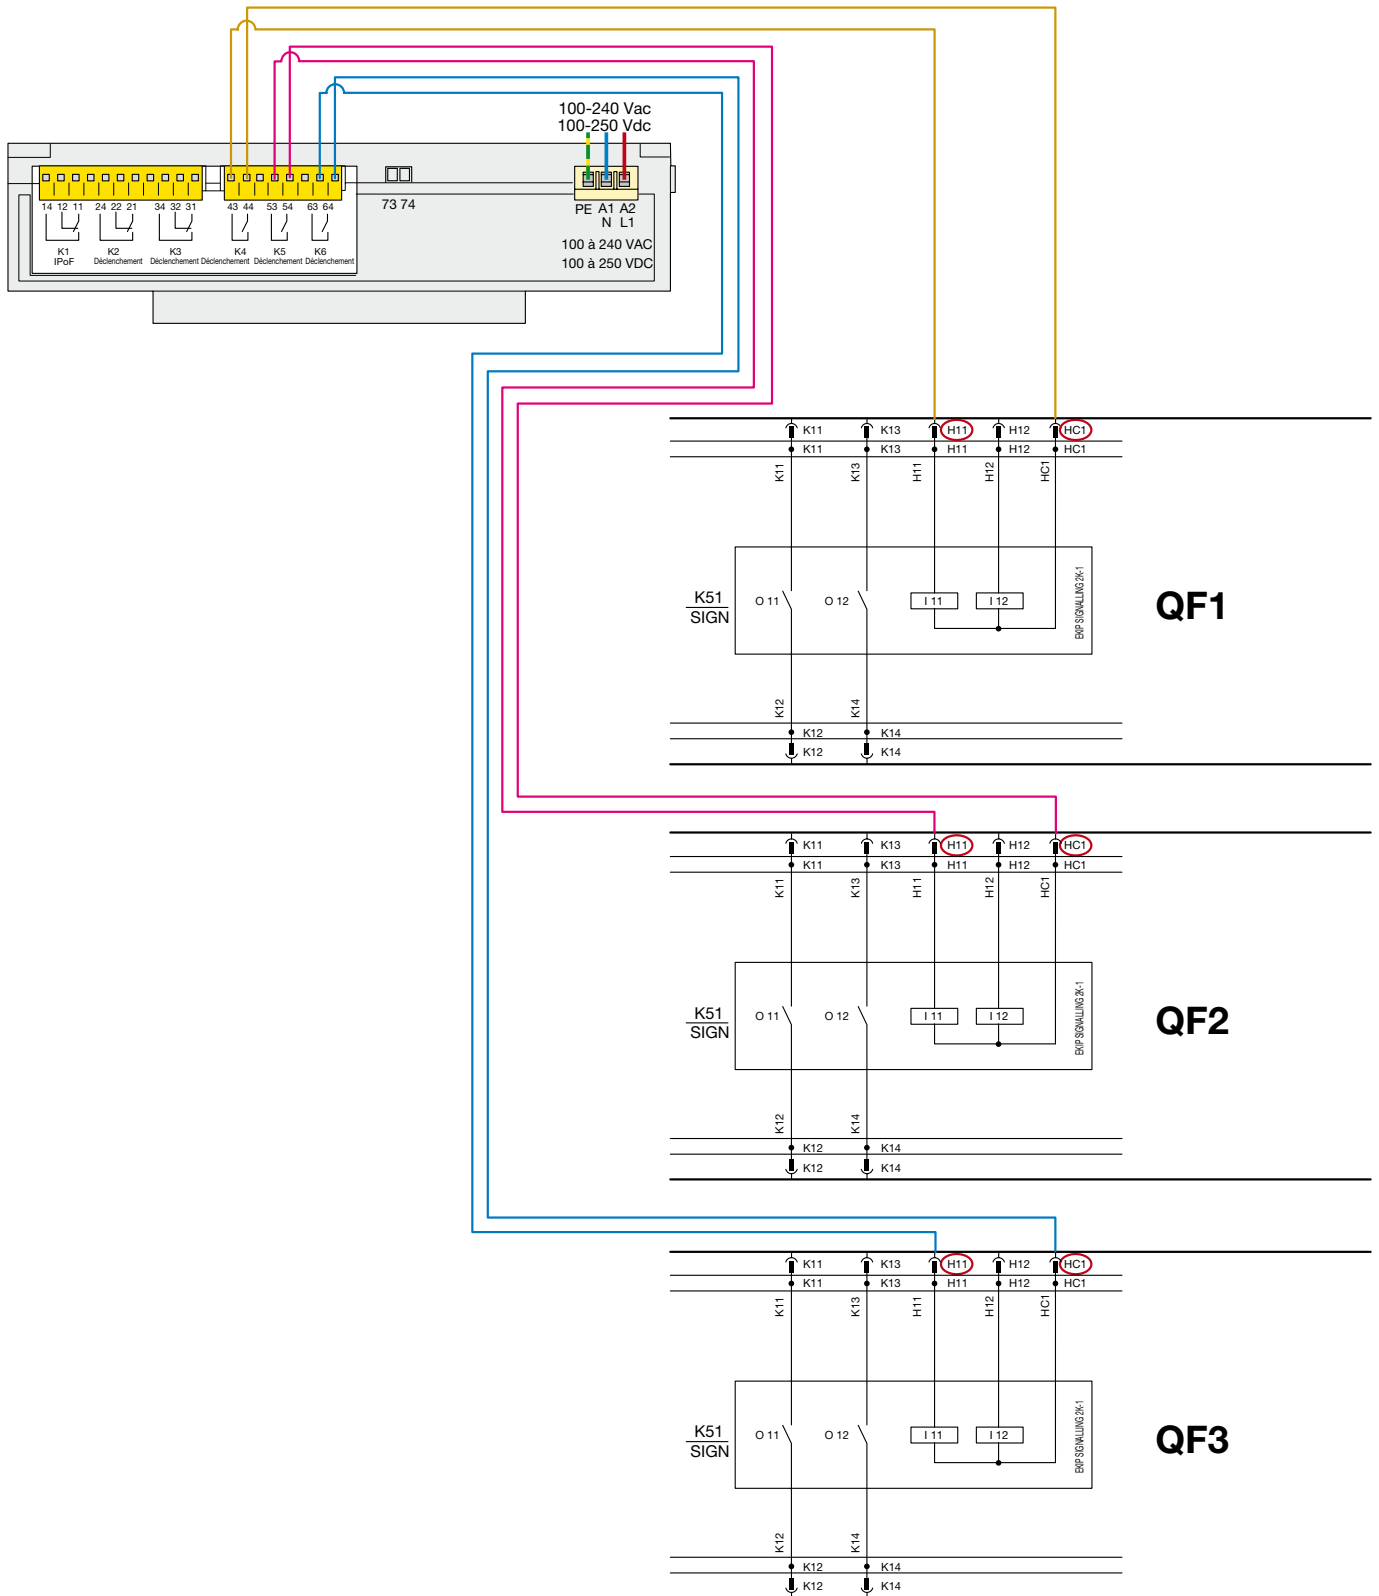 100-240 Vac
100-250 Vdc
73 74
14 12 11 24 22 21 34 32 31 43 44 53 54 63 64
PE A1 A2
N L1
K1 K2 K3 K4 K5 K6
IPoF Déclenchement Déclenchement Déclenchement Déclenchement Déclenchement
100 à 240 VAC
100 à 250 VDC
K11 K13 H11 H12 HC1
K11 K13 H11 H12 HC1
K11 K13 H11 H12 HC1
K51
SIGN
O 11 O 12 I 11 I 12
EKIP SIGNALLING 2K-1
QF1
K12 K14
K12 K14
K12 K14
K11 K13 H11 H12 HC1
K11 K13 H11 H12 HC1
K11 K13 H11 H12 HC1
K51
SIGN
O 11 O 12 I 11 I 12
EKIP SIGNALLING 2K-1
QF2
K12 K14
K12 K14
K12 K14
K11 K13 H11 H12 HC1
K11 K13 H11 H12 HC1
K11 K13 H11 H12 HC1
K51
SIGN
O 11 O 12 I 11 I 12
EKIP SIGNALLING 2K-1
QF3
K12 K14
K12 K14
K12 K14